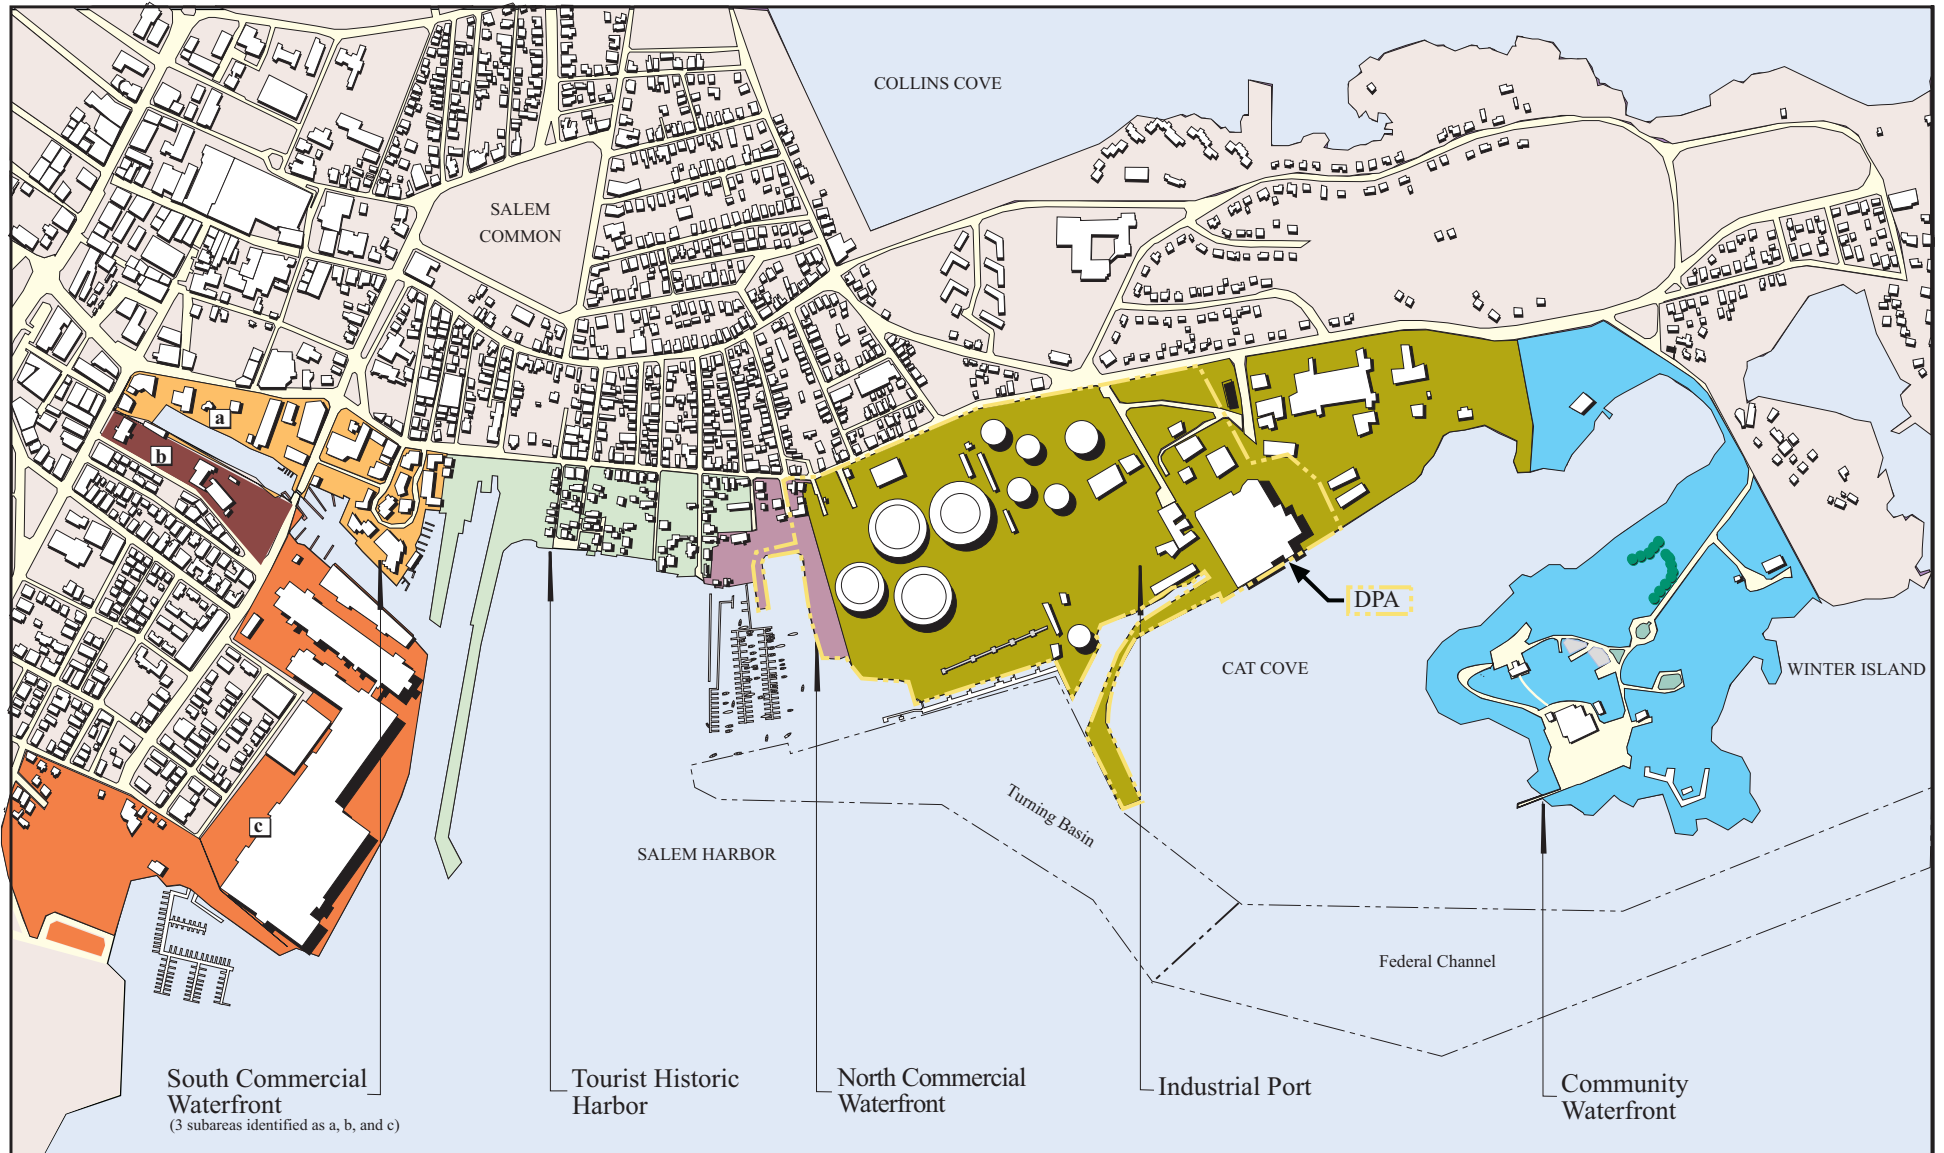 COLLINS COVE
SALEM
COMMON
a
b
DPA
CAT COVE
WINTER ISLAND
Turning Basin
c
SALEM HARBOR
Federal Channel
South Commercial
Waterfront
(3 subareas identified as a, b, and c)
Tourist Historic
Harbor
North Commercial
Waterfront
Industrial Port
Community
Waterfront